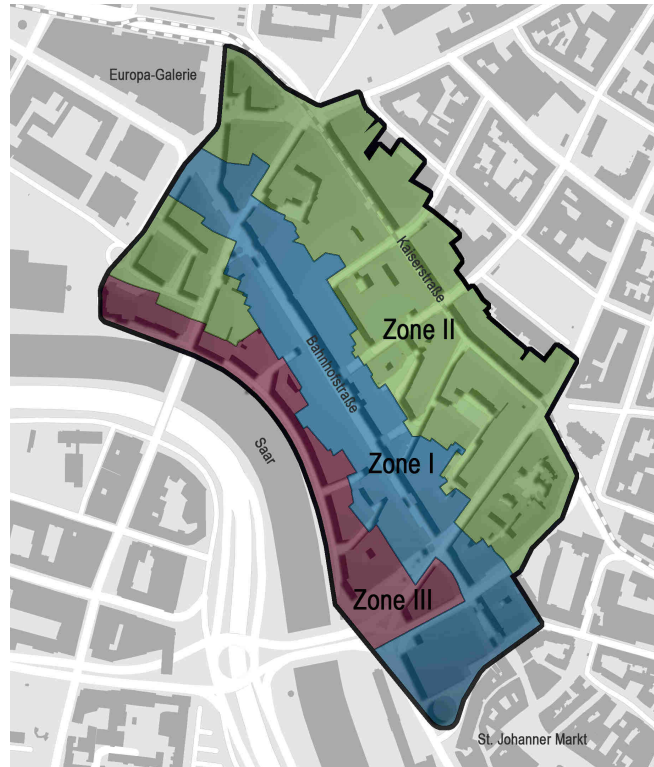 Europa-Galerie
Kaiserstraße
Zone II
Bahnhofstraße
Zone I
Saar
Zone III
St. Johanner Markt